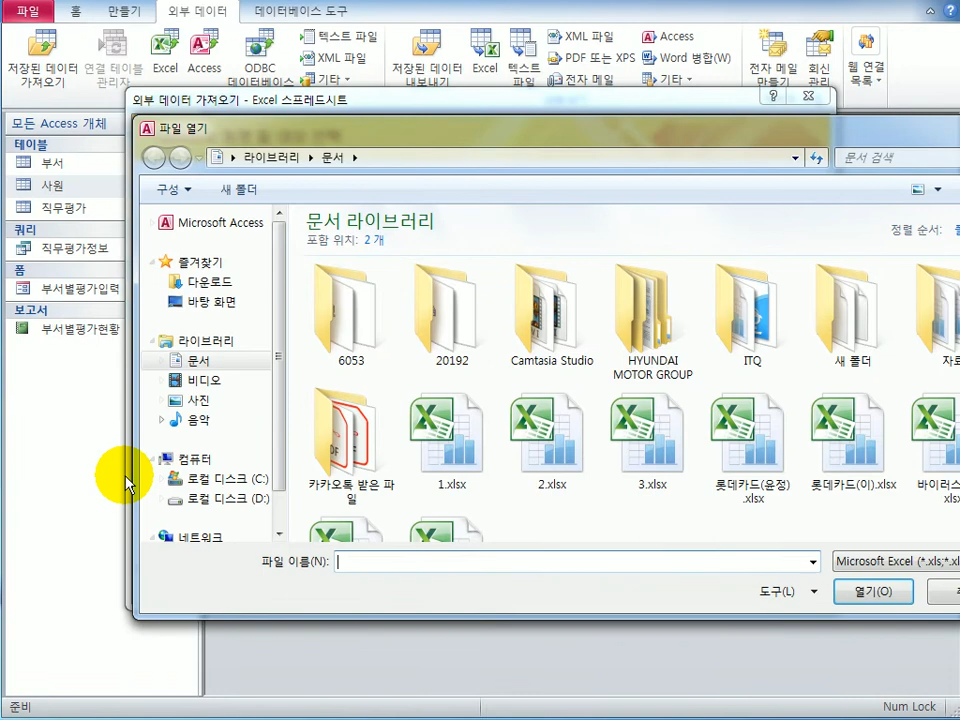 파일 홈 만들기 외부 데이터 데이터베이스 도구
저장된 데이터 가져오기
연결 테이블 관리자
Excel
Access
ODBC 데이터베이스
텍스트 파일
XML 파일
기타
저장된 데이터 내보내기
Excel
텍스트 파일
XML 파일
PDF 또는 XPS
전자 메일
Access
Word 병합(W)
기타
전자 메일 만들기
회신 관리
웹 연결 목록
외부 데이터 가져오기 - Excel 스프레드시트
모든 Access 개체
테이블
부서
사원
직무평가
쿼리
직무평가정보
폼
부서별평가입력
보고서
부서별평가현황
파일 열기
라이브러리 문서
문서 검색
구성 새 폴더
Microsoft Access
즐겨찾기
다운로드
바탕 화면
라이브러리
문서
비디오
사진
음악
컴퓨터
로컬 디스크 (C:)
로컬 디스크 (D:)
네트워크
문서 라이브러리
포함 위치: 2 개
정렬 순서:
6053
20192
Camtasia Studio
HYUNDAI MOTOR GROUP
ITQ
새 폴더
자료
카카오톡 받은 파일
1.xlsx
2.xlsx
3.xlsx
롯데카드(윤정).xlsx
롯데카드(이).xlsx
바이러스
xlsx
파일 이름(N):
Microsoft Excel (*.xls;*.xl
도구(L)
열기(O)
준비
Num Lock